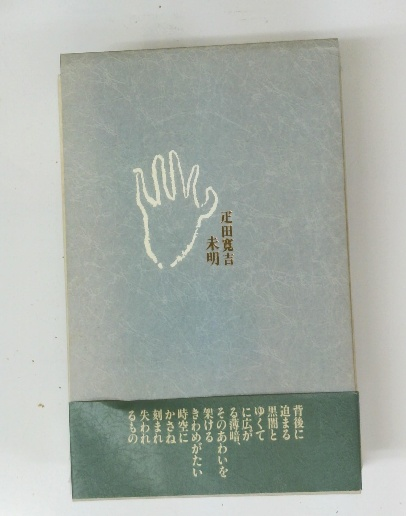 疋田寛吉
未明
背後に
迫まる
黒闇と
ゆくて
に広が
る薄暗、
そのあわいを
架ける
きわめがたい
時空に
かさね
刻まれ
失われ
るもの